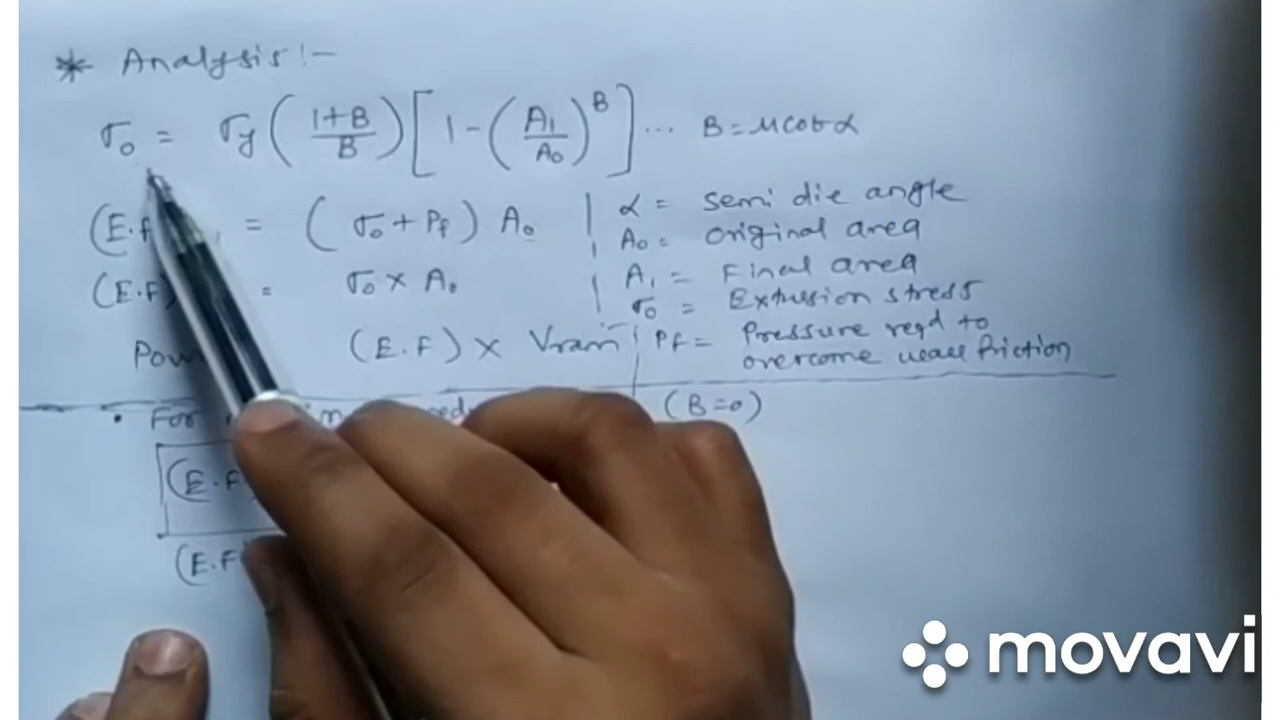 * Analysis :-
σ₀ = σy (1+B/B) [1-(A₁/A₀)^B] ... B = μ cot α
(E.F = (σ₀ + Pf) A₀
(E.F) = σ₀ × A₀
(E.F) × Vram
α = semi die angle
A₀ = original area
A₁ = Final area
σ₀ = Extrusion stress
Pf = Pressure reqd to
overcome wall friction
• For (B=0)
(E.F
(E.F
movavi